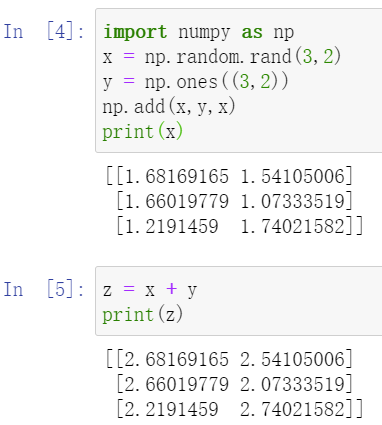 In [4]: import numpy as np
x = np.random.rand(3,2)
y = np.ones((3,2))
np.add(x,y,x)
print(x)
[[1.68169165 1.54105006]
[1.66019779 1.07333519]
[1.2191459  1.74021582]]
In [5]: z = x + y
print(z)
[[2.68169165 2.54105006]
[2.66019779 2.07333519]
[2.2191459  2.74021582]]